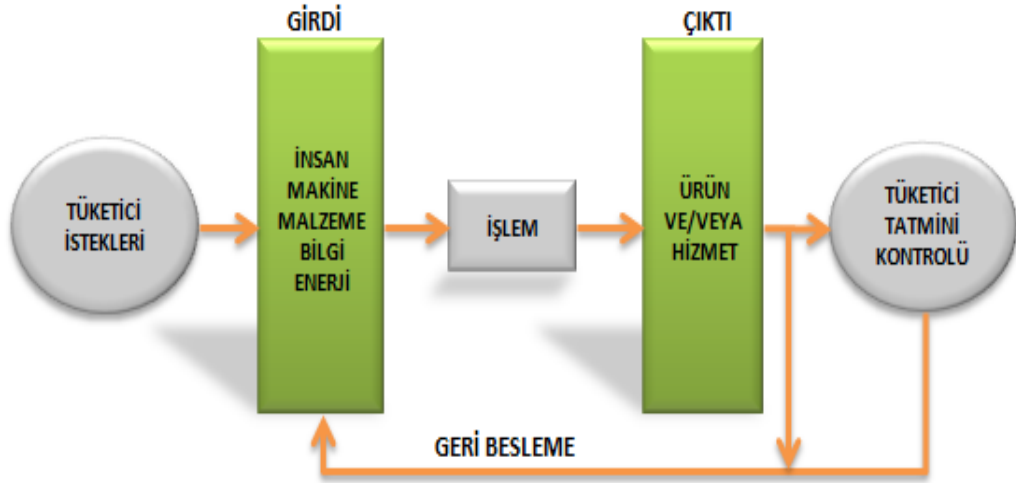 GİRDİ
ÇIKTI
TÜKETİCİ
İSTEKLERİ
İNSAN
MAKİNE
MALZEME
BİLGİ
ENERJİ
İŞLEM
ÜRÜN
VE/VEYA
HİZMET
TÜKETİCİ
TATMİNİ
KONTROLÜ
GERİ BESLEME